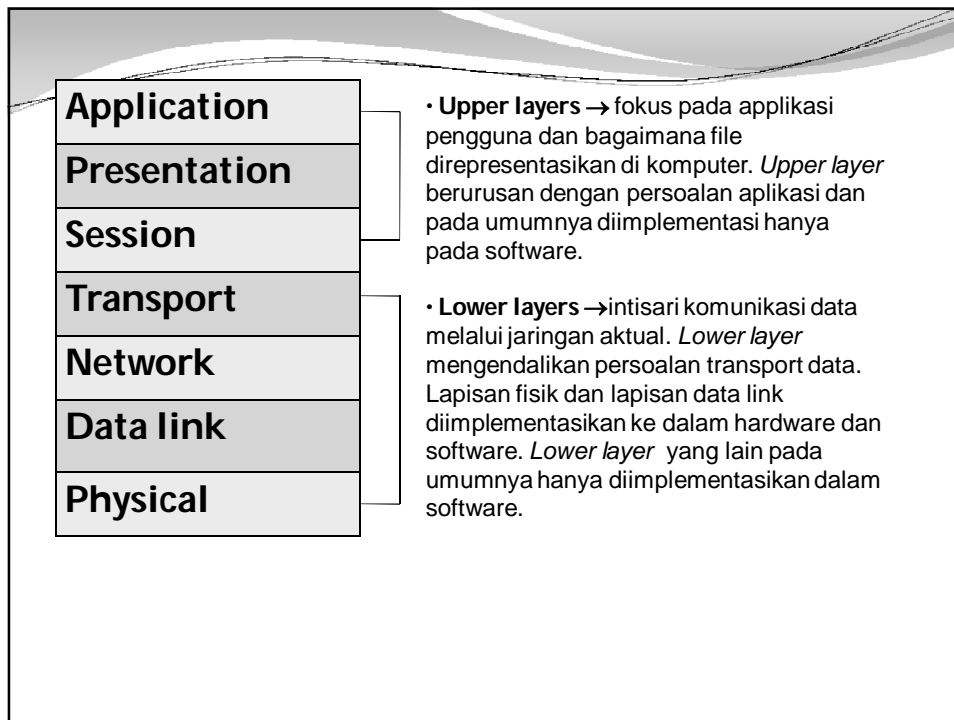 Application
Presentation
Session
Transport
Network
Data link
Physical
• Upper layers → fokus pada applikasi
pengguna dan bagaimana file
direpresentasikan di komputer. Upper layer
berurusan dengan persoalan aplikasi dan
pada umumnya diimplementasi hanya
pada software.
• Lower layers →intisari komunikasi data
melalui jaringan aktual. Lower layer
mengendalikan persoalan transport data.
Lapisan fisik dan lapisan data link
diimplementasikan ke dalam hardware dan
software. Lower layer yang lain pada
umumnya hanya diimplementasikan dalam
software.